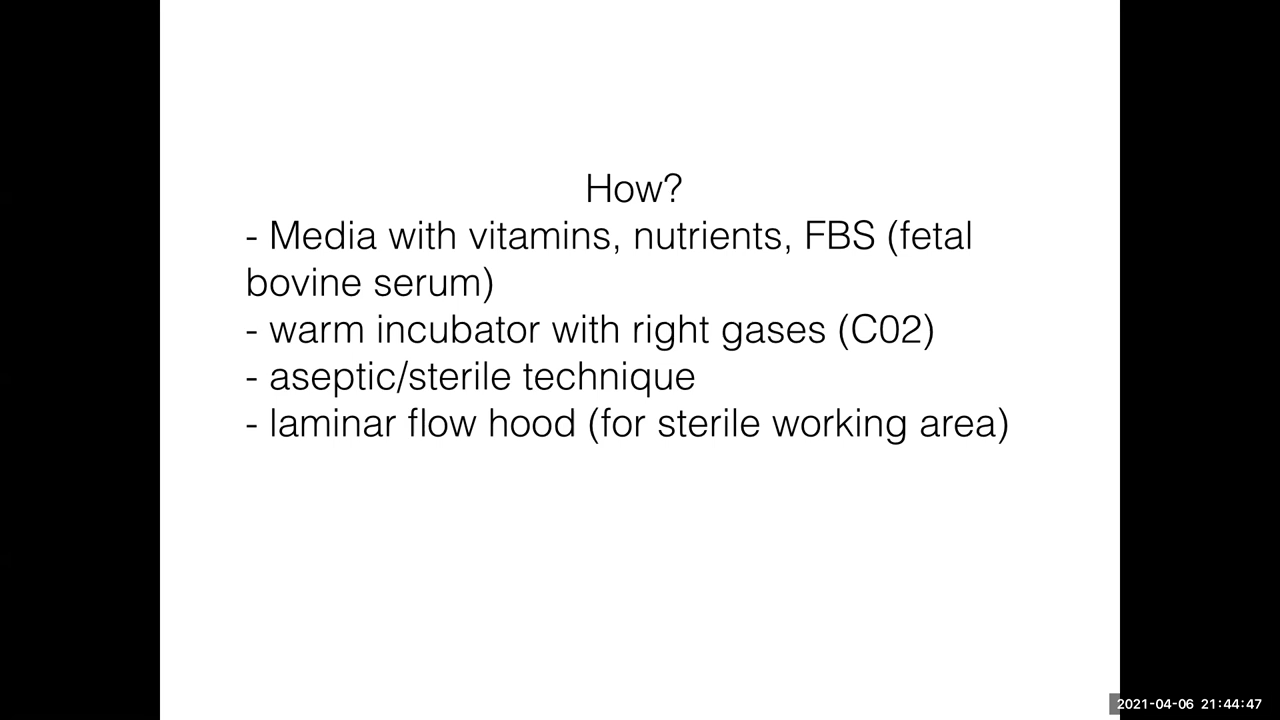 How?
- Media with vitamins, nutrients, FBS (fetal
bovine serum)
- warm incubator with right gases (C02)
- aseptic/sterile technique
- laminar flow hood (for sterile working area)
2021-04-06 21:44:47